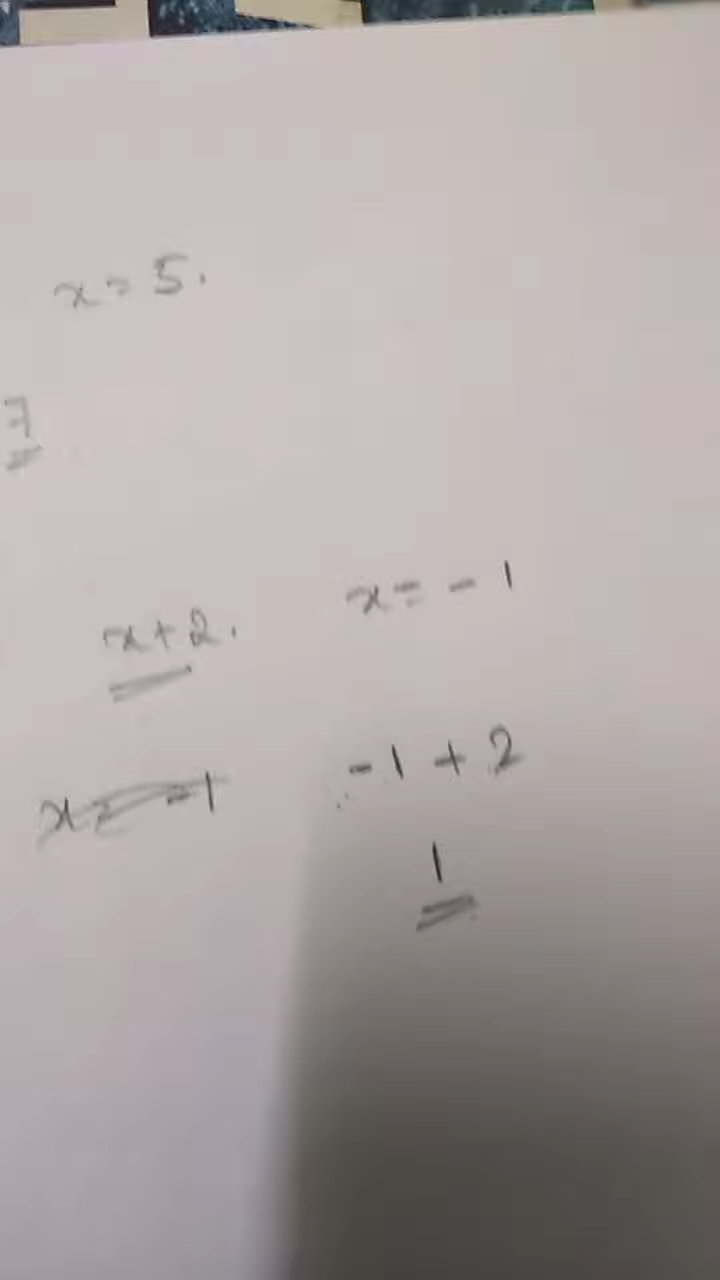 x = 5.
7
x + 2. x = - 1
x = -1 - 1 + 2
1